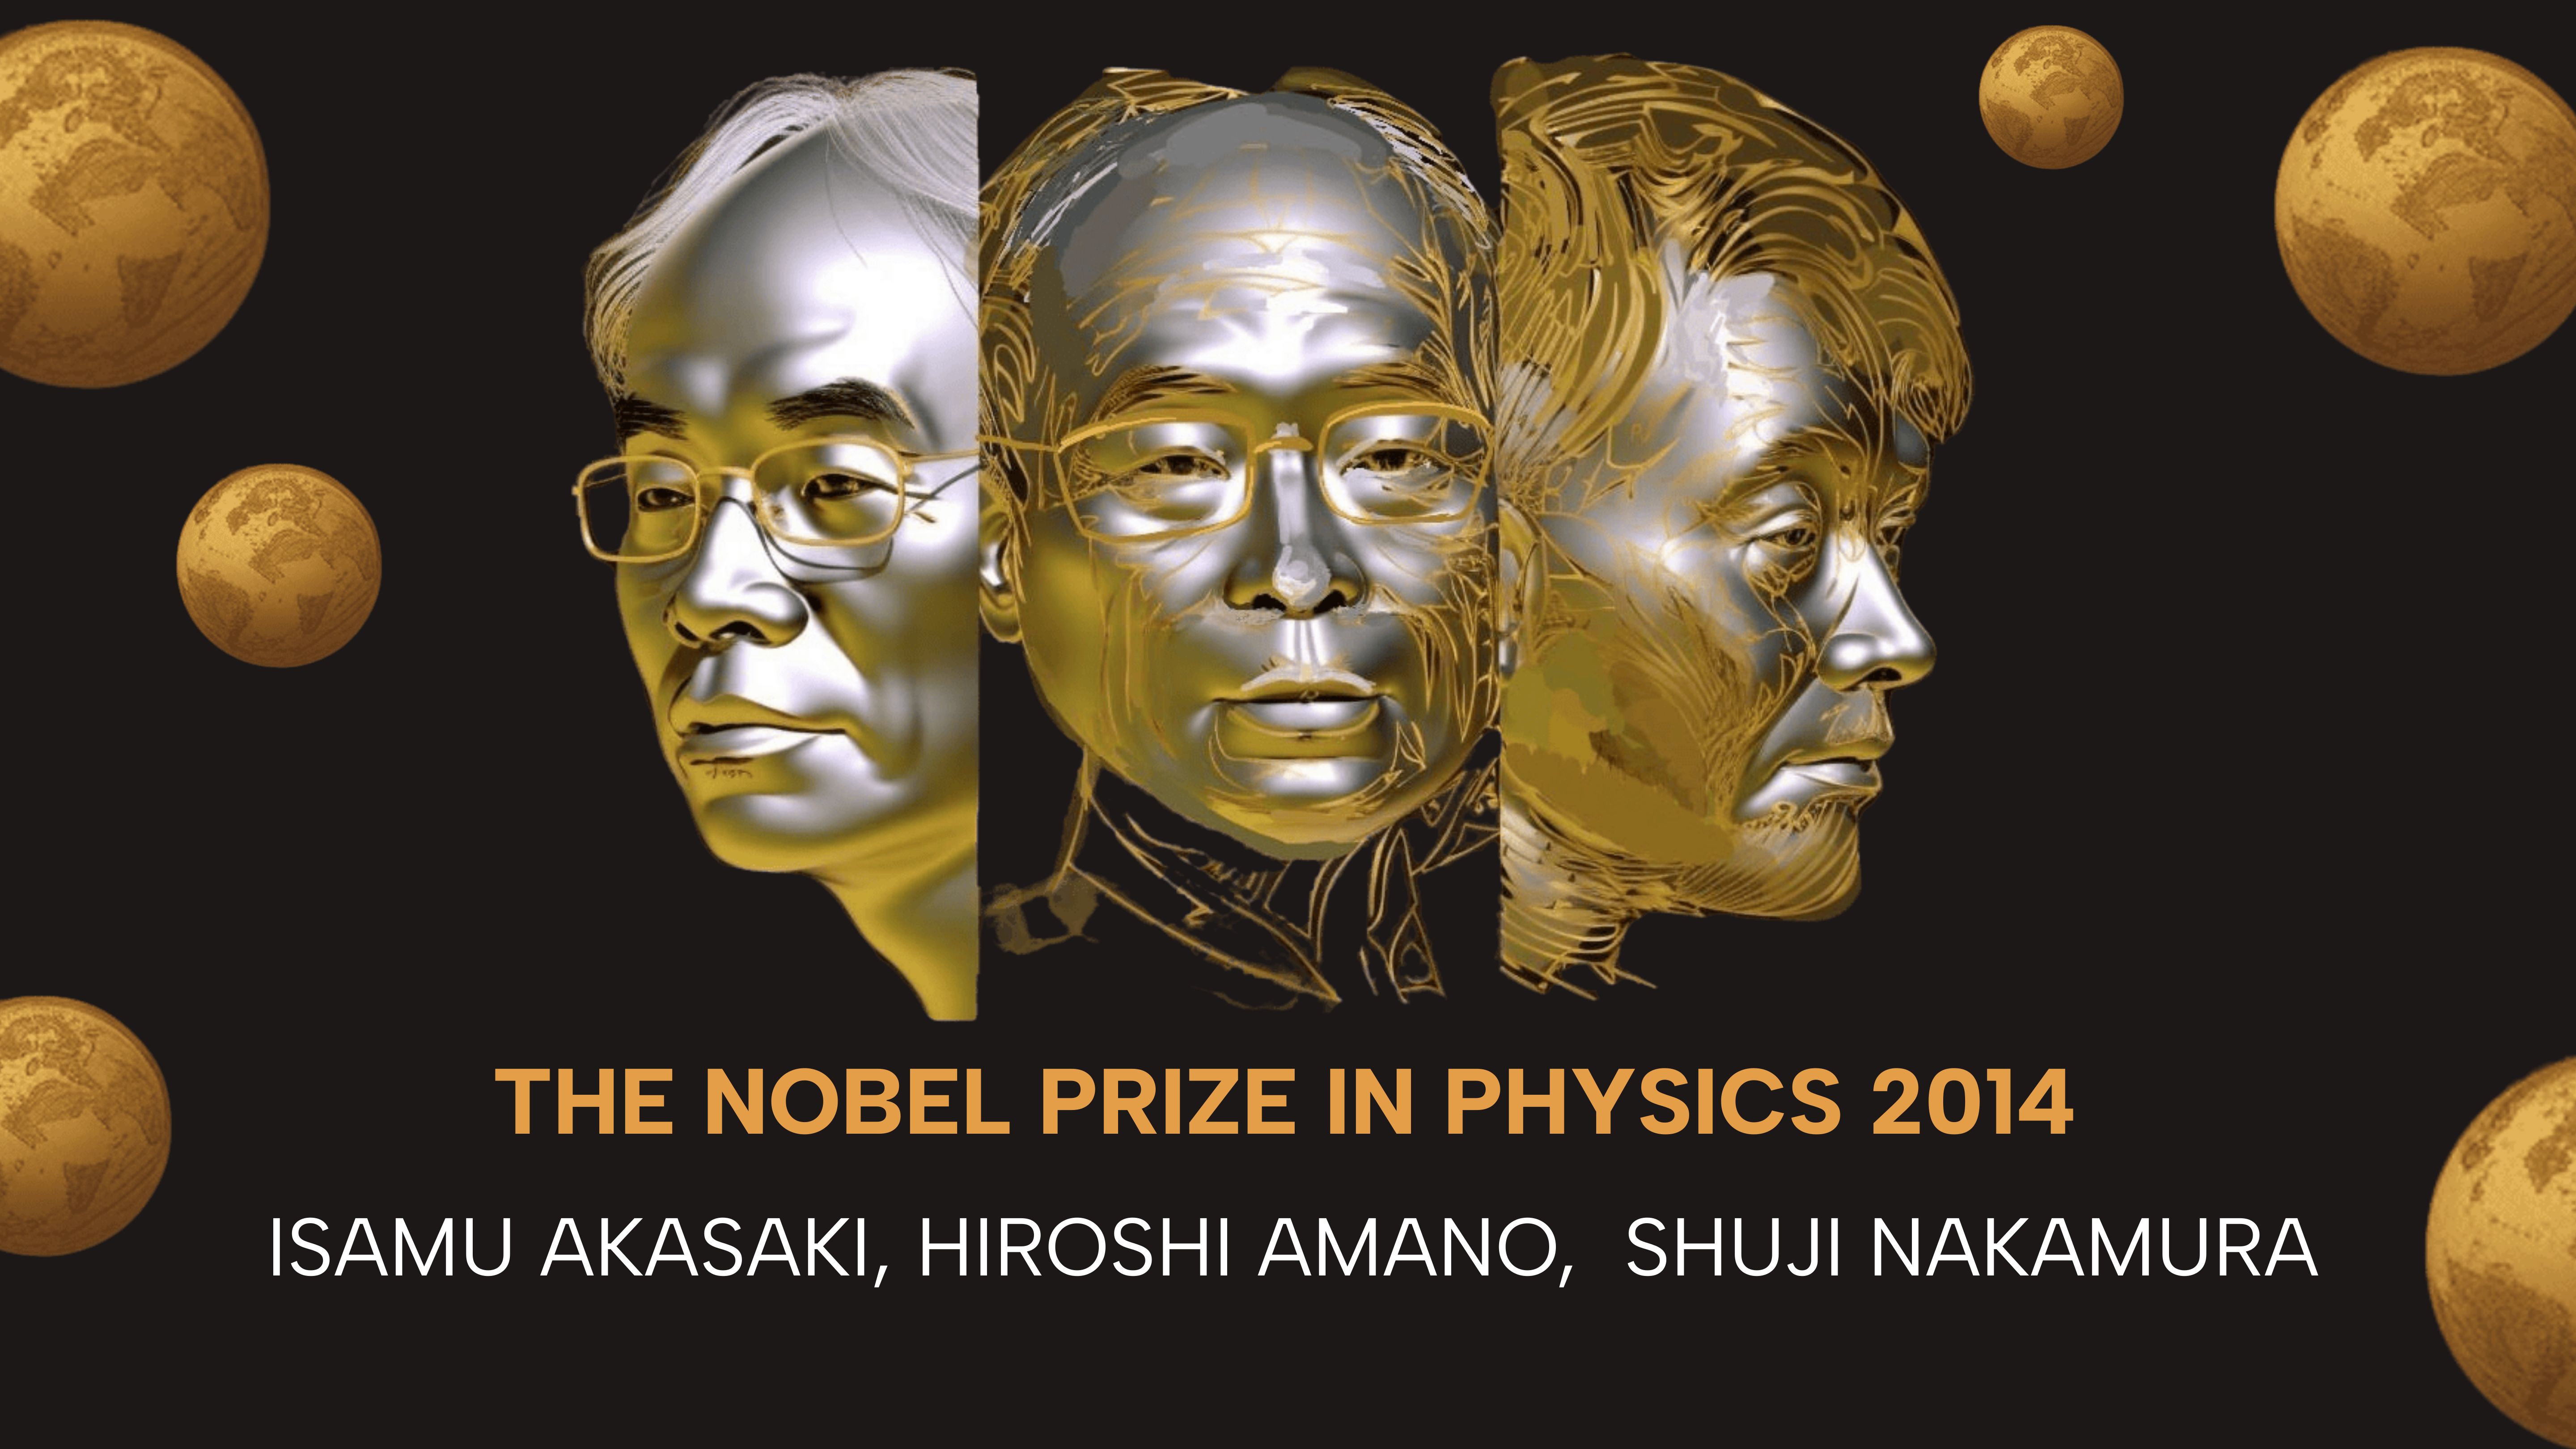 THE NOBEL PRIZE IN PHYSICS 2014
ISAMU AKASAKI, HIROSHI AMANO, SHUJI NAKAMURA